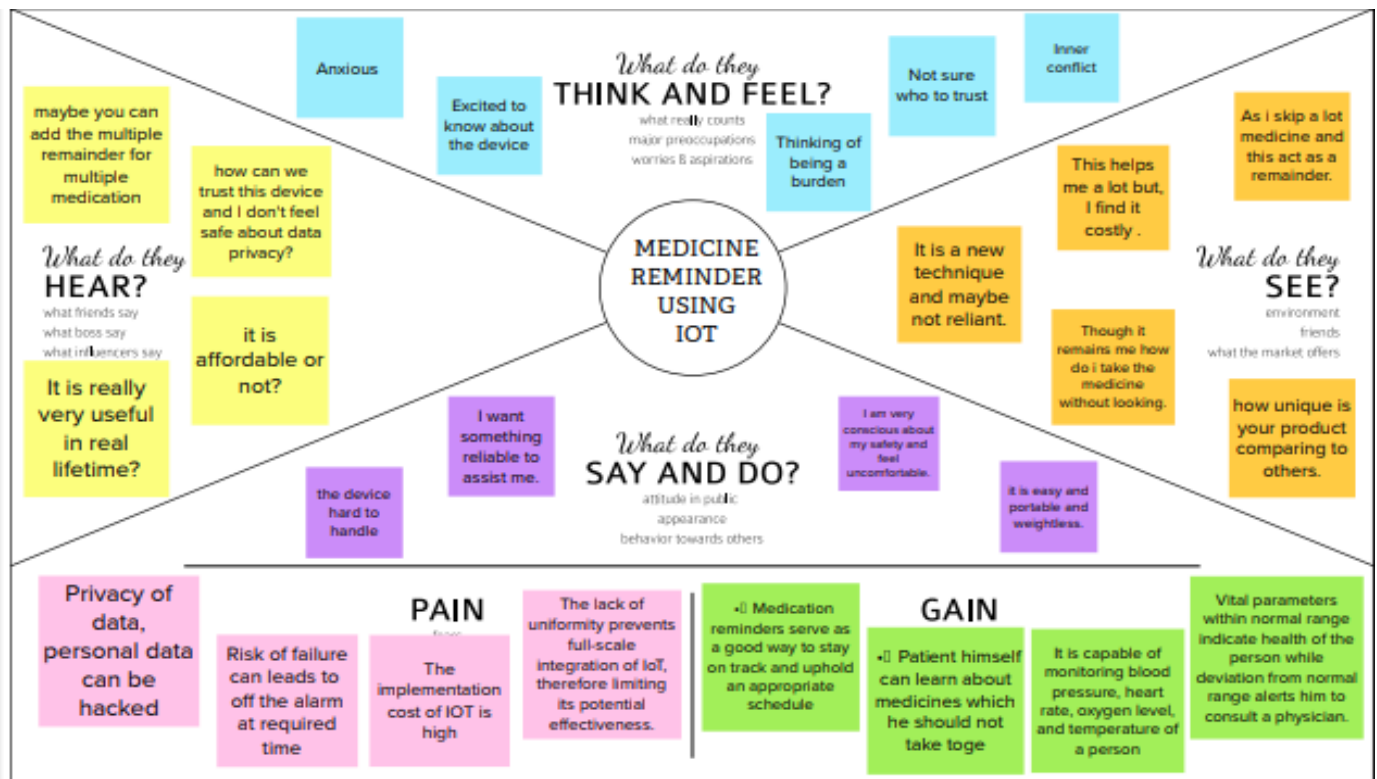 Anxious
Excited to
know about
the device
What do they
THINK AND FEEL?
what really counts
major preoccupations
worries & aspirations
Thinking of
being a
burden
Not sure
who to trust
Inner
conflict
maybe you can
add the multiple
remainder for
multiple
medication
how can we
trust this device
and I don't feel
safe about data
privacy?
What do they
HEAR?
what friends say
what boss say
what influencers say
it is
affordable or
not?
It is really
very useful
in real
lifetime?
MEDICINE
REMINDER
USING
IOT
As i skip a lot
medicine and
this act as a
remainder.
This helps
me a lot but,
I find it
costly .
It is a new
technique
and maybe
not reliant.
What do they
SEE?
environment
friends
what the market offers
Though it
remains me how
do i take the
medicine
without looking.
how unique is
your product
comparing to
others.
I want
something
reliable to
assist me.
the device
hard to
handle
What do they
SAY AND DO?
attitude in public
appearance
behavior towards others
I am very
conscious about
my safety and
feel
uncomfortable.
it is easy and
portable and
weightless.
PAIN
Privacy of
data,
personal data
can be
hacked
Risk of failure
can leads to
off the alarm
at required
time
The
implementation
cost of IOT is
high
The lack of
uniformity prevents
full-scale
integration of IoT,
therefore limiting
its potential
effectiveness.
GAIN
•▯ Medication
reminders serve as
a good way to stay
on track and uphold
an appropriate
schedule
•▯ Patient himself
can learn about
medicines which
he should not
take toge
It is capable of
monitoring blood
pressure, heart
rate, oxygen level,
and temperature of
a person
Vital parameters
within normal range
indicate health of the
person while
deviation from normal
range alerts him to
consult a physician.